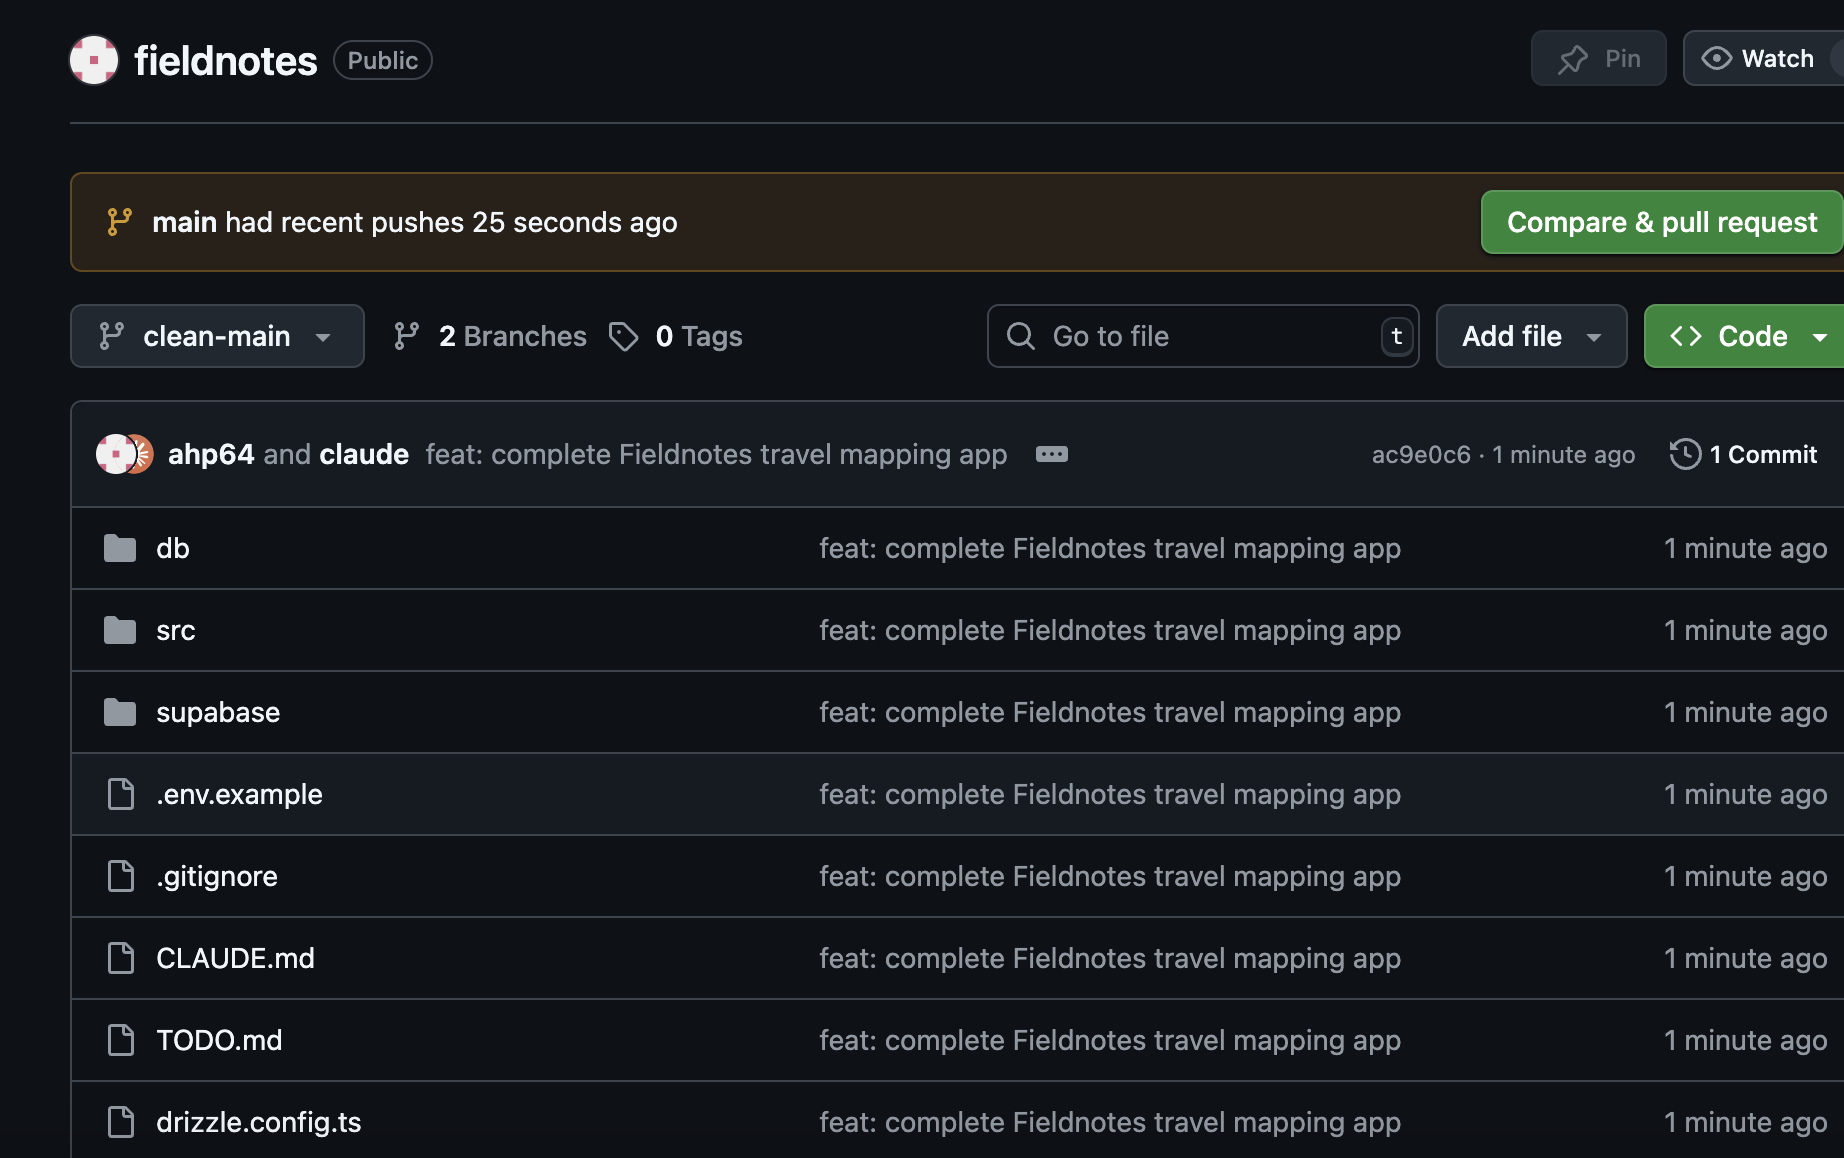 fieldnotes Public Pin Watch
main had recent pushes 25 seconds ago Compare & pull request
clean-main 2 Branches 0 Tags Go to file t Add file Code
ahp64 and claude feat: complete Fieldnotes travel mapping app ac9e0c6 · 1 minute ago 1 Commit
db feat: complete Fieldnotes travel mapping app 1 minute ago
src feat: complete Fieldnotes travel mapping app 1 minute ago
supabase feat: complete Fieldnotes travel mapping app 1 minute ago
.env.example feat: complete Fieldnotes travel mapping app 1 minute ago
.gitignore feat: complete Fieldnotes travel mapping app 1 minute ago
CLAUDE.md feat: complete Fieldnotes travel mapping app 1 minute ago
TODO.md feat: complete Fieldnotes travel mapping app 1 minute ago
drizzle.config.ts feat: complete Fieldnotes travel mapping app 1 minute ago